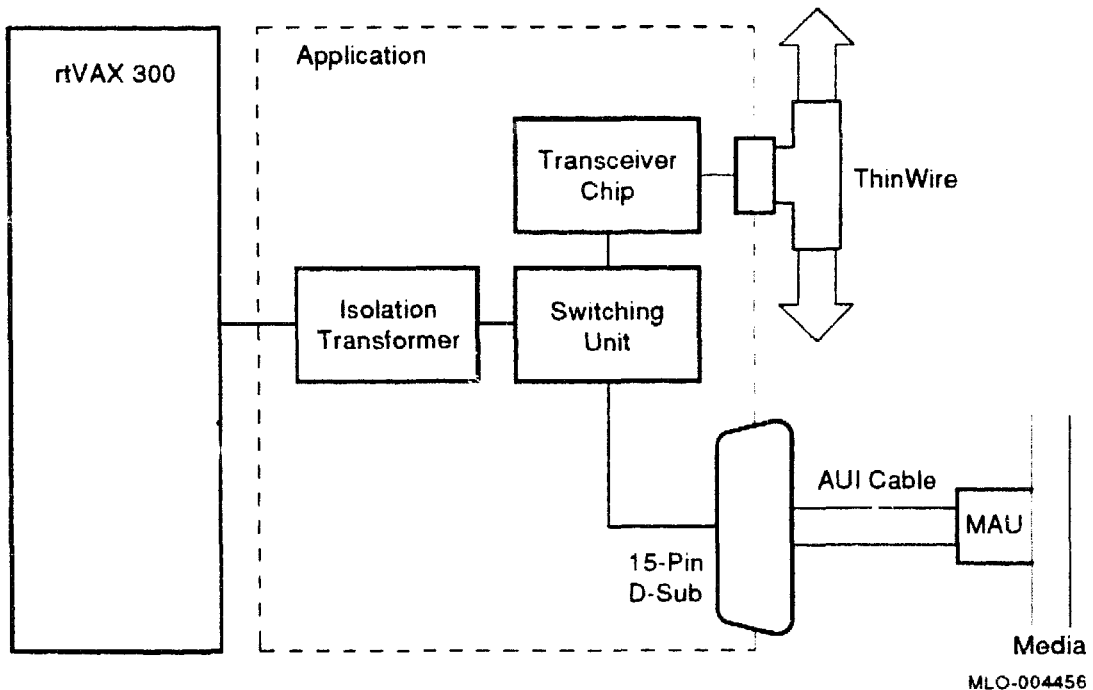 rtVAX 300
Application
Transceiver
Chip
ThinWire
Isolation
Transformer
Switching
Unit
AUI Cable
MAU
15-Pin
D-Sub
Media
MLO-004456